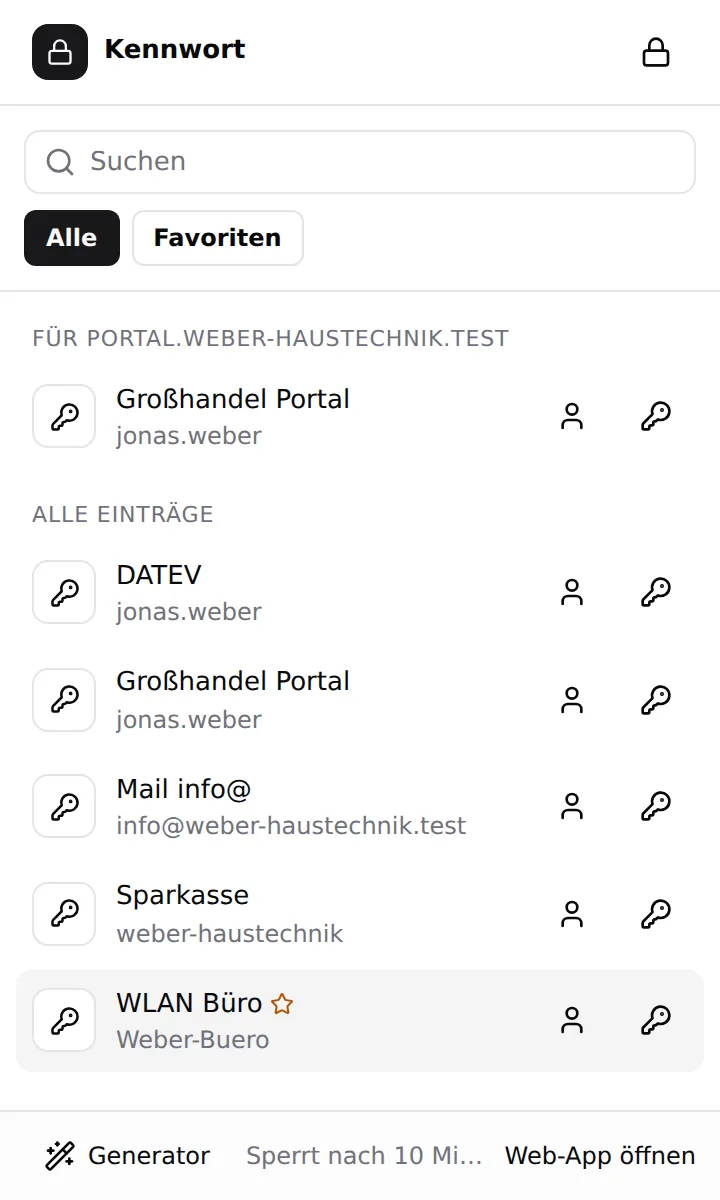 Kennwort
Suchen
Alle
Favoriten
FÜR PORTAL.WEBER-HAUSTECHNIK.TEST
Großhandel Portal
jonas.weber
ALLE EINTRÄGE
DATEV
jonas.weber
Großhandel Portal
jonas.weber
Mail info@
info@weber-haustechnik.test
Sparkasse
weber-haustechnik
WLAN Büro
Weber-Buero
Generator
Sperrt nach 10 Mi...
Web-App öffnen